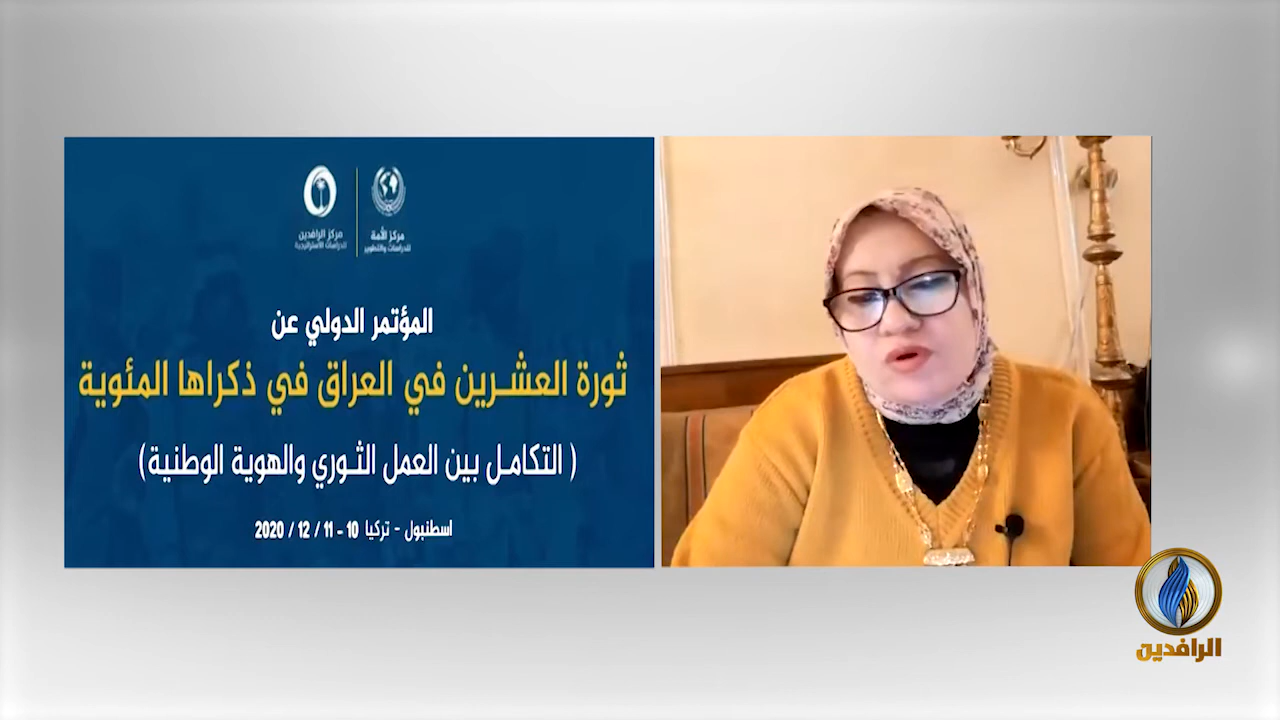 مركز الأمة
للدراسات والتطوير
مركز الرافدين
للدراسات الاستراتيجية
المؤتمر الدولي عن
ثورة العشرين في العراق في ذكراها المئوية
( التكامل بين العمل الثوري والهوية الوطنية)
اسطنبول - تركيا 10 - 11 / 12 / 2020
الرافدين